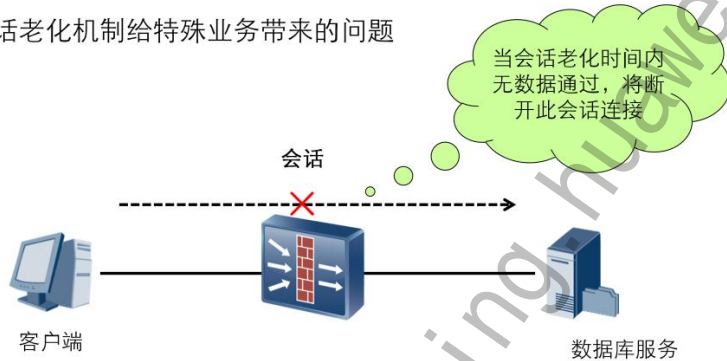 话老化机制给特殊业务带来的问题
当会话老化时间内
无数据通过，将断
开此会话连接
会话
客户端
数据库服务